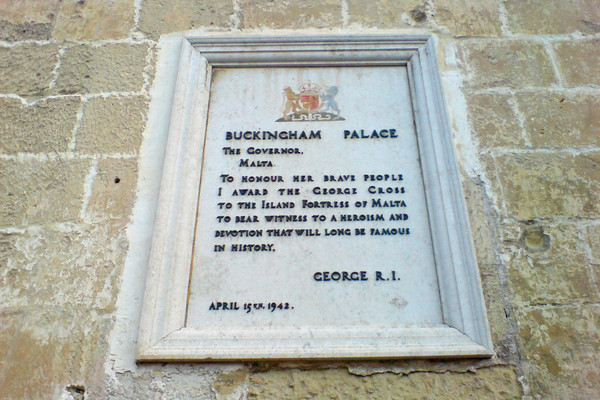 BUCKINGHAM PALACE
THE GOVERNOR.
MALTA.
TO HONOUR HER BRAVE PEOPLE
I AWARD THE GEORGE CROSS
TO THE ISLAND FORTRESS OF MALTA
TO BEAR WITNESS TO A HEROISM AND
DEVOTION THAT WILL LONG BE FAMOUS
IN HISTORY.
GEORGE R.I.
APRIL 15TH. 1942.